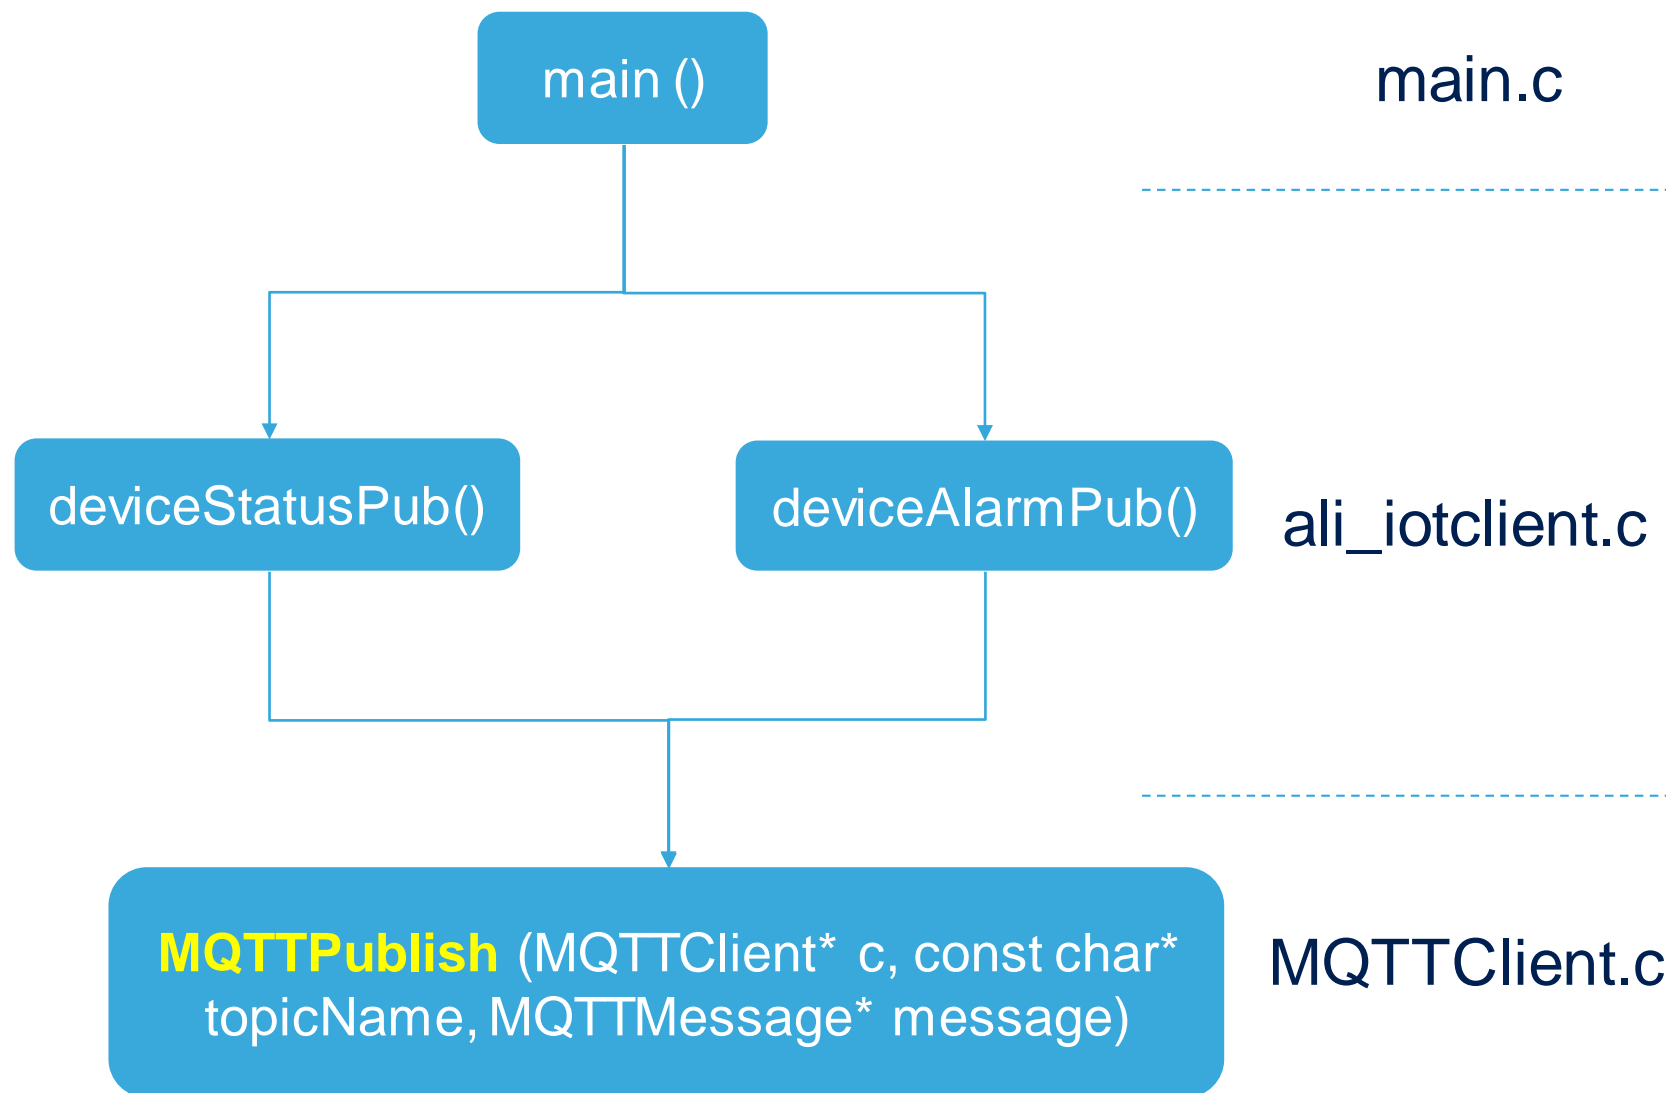 main ()
main.c
deviceStatusPub()
deviceAlarmPub()
ali_iotclient.c
MQTTPublish (MQTTClient* c, const char*
topicName, MQTTMessage* message)
MQTTClient.c